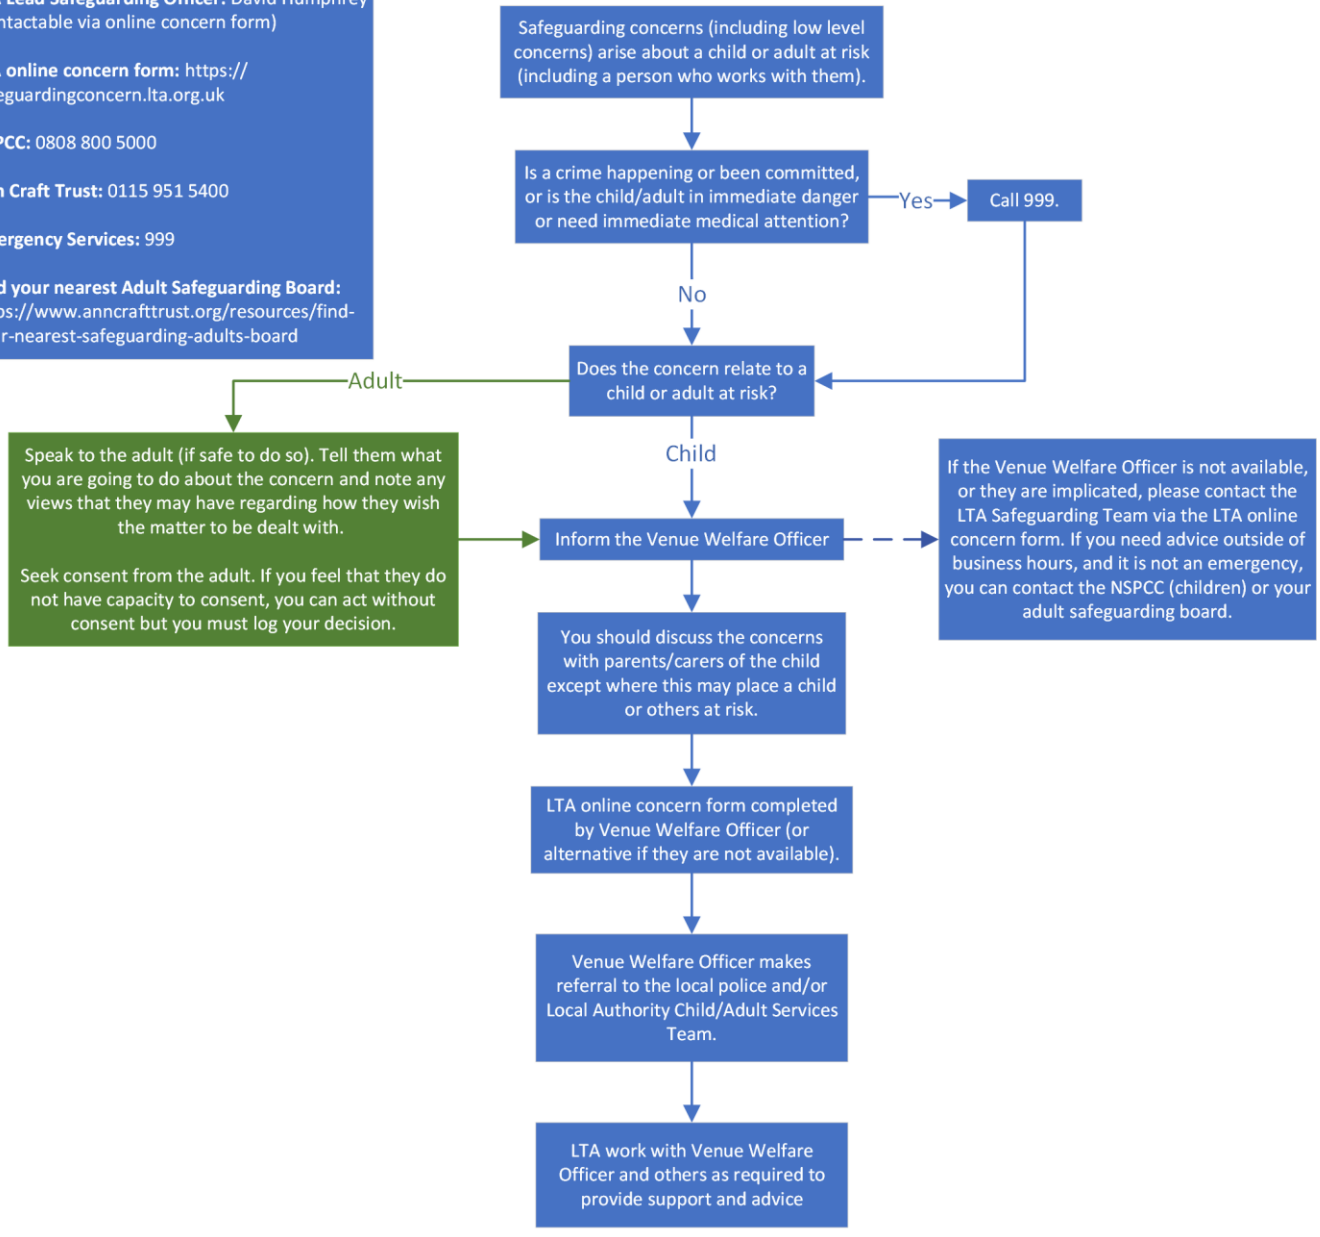 Lead Safeguarding Officer: David Humphrey
ntactable via online concern form)
online concern form: https://
eguardingconcern.lta.org.uk
PCC: 0808 800 5000
n Craft Trust: 0115 951 5400
ergency Services: 999
d your nearest Adult Safeguarding Board:
ps://www.anncrafttrust.org/resources/find-
r-nearest-safeguarding-adults-board
Safeguarding concerns (including low level
concerns) arise about a child or adult at risk
(including a person who works with them).
Is a crime happening or been committed,
or is the child/adult in immediate danger
or need immediate medical attention?
Yes
Call 999.
No
Does the concern relate to a
child or adult at risk?
Adult
Child
Speak to the adult (if safe to do so). Tell them what
you are going to do about the concern and note any
views that they may have regarding how they wish
the matter to be dealt with.
Seek consent from the adult. If you feel that they do
not have capacity to consent, you can act without
consent but you must log your decision.
Inform the Venue Welfare Officer
If the Venue Welfare Officer is not available,
or they are implicated, please contact the
LTA Safeguarding Team via the LTA online
concern form. If you need advice outside of
business hours, and it is not an emergency,
you can contact the NSPCC (children) or your
adult safeguarding board.
You should discuss the concerns
with parents/carers of the child
except where this may place a child
or others at risk.
LTA online concern form completed
by Venue Welfare Officer (or
alternative if they are not available).
Venue Welfare Officer makes
referral to the local police and/or
Local Authority Child/Adult Services
Team.
LTA work with Venue Welfare
Officer and others as required to
provide support and advice